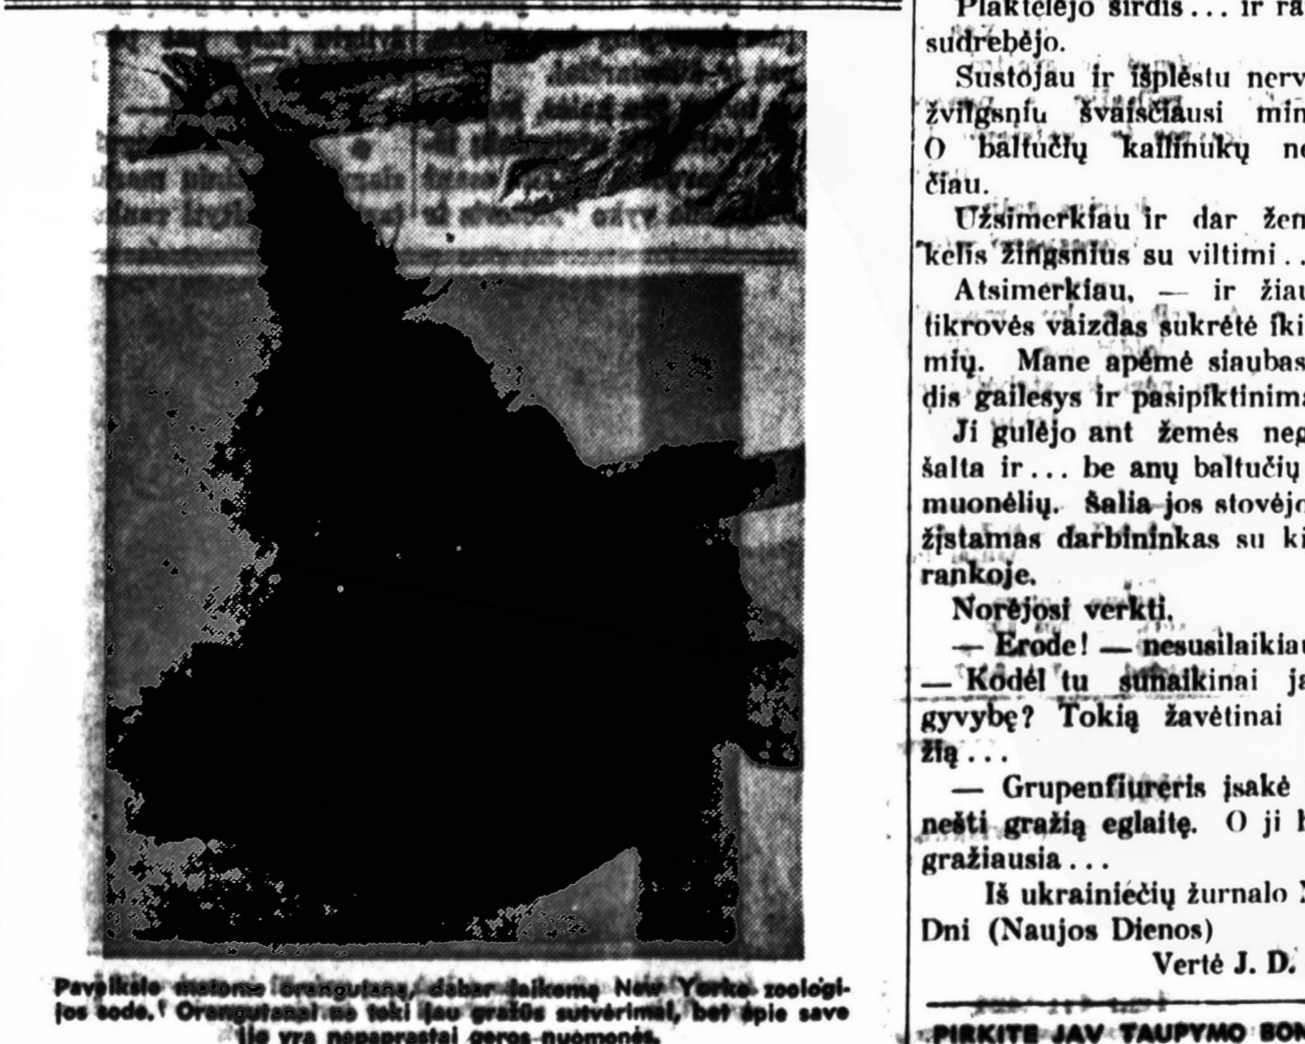 Paveiksle matome orangutaną, dabar laikomą New Yorko zoologi-
jos sode. Orangutanai ne toki jau gražūs sutvėrimai, bet apie save
jie yra nepaprastai geros nuomonės.
Plaktelėjo širdis... ir ra
sudrebėjo.
Sustojau ir išplėstu nerv
žvilgsniu švaisčiausi min
O baltučių kailinukų ne
čiau.
Užsimerkiau ir dar žen
kelis žingsnius su viltimi..
Atsimerkiau, — ir žiau
tikrovės vaizdas sukrėtė iki
mių. Mane apėmė siaubas
dis gailesys ir pasipiktinima
Ji gulėjo ant žemės neg
šalta ir... be anų baltučių
muonėlių. Šalia jos stovėjo
žįstamas darbininkas su ki
rankoje.
Norėjosi verkti.
— Erode! — nesusilaikiau
— Kodėl tu sunaikinai ja
gyvybę? Tokią žavėtinai
žią...
— Grupenfiureris įsakė
nešti gražią eglaitę. O ji b
gražiausia...
Iš ukrainiečių žurnalo
Dni (Naujos Dienos)
Vertė J. D.
PIRKITE JAV TAUPYMO BON